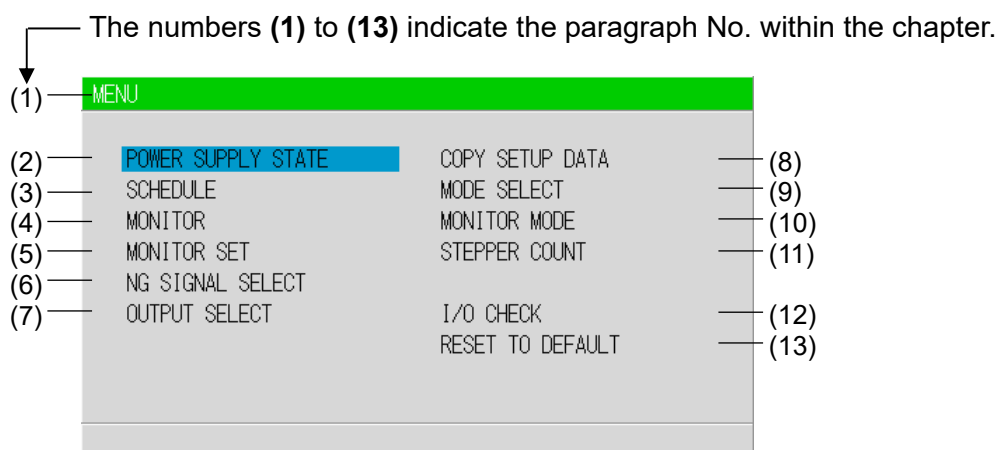 The numbers (1) to (13) indicate the paragraph No. within the chapter.
(1) MENU
(2) POWER SUPPLY STATE COPY SETUP DATA (8)
(3) SCHEDULE MODE SELECT (9)
(4) MONITOR MONITOR MODE (10)
(5) MONITOR SET STEPPER COUNT (11)
(6) NG SIGNAL SELECT
(7) OUTPUT SELECT I/O CHECK (12)
RESET TO DEFAULT (13)